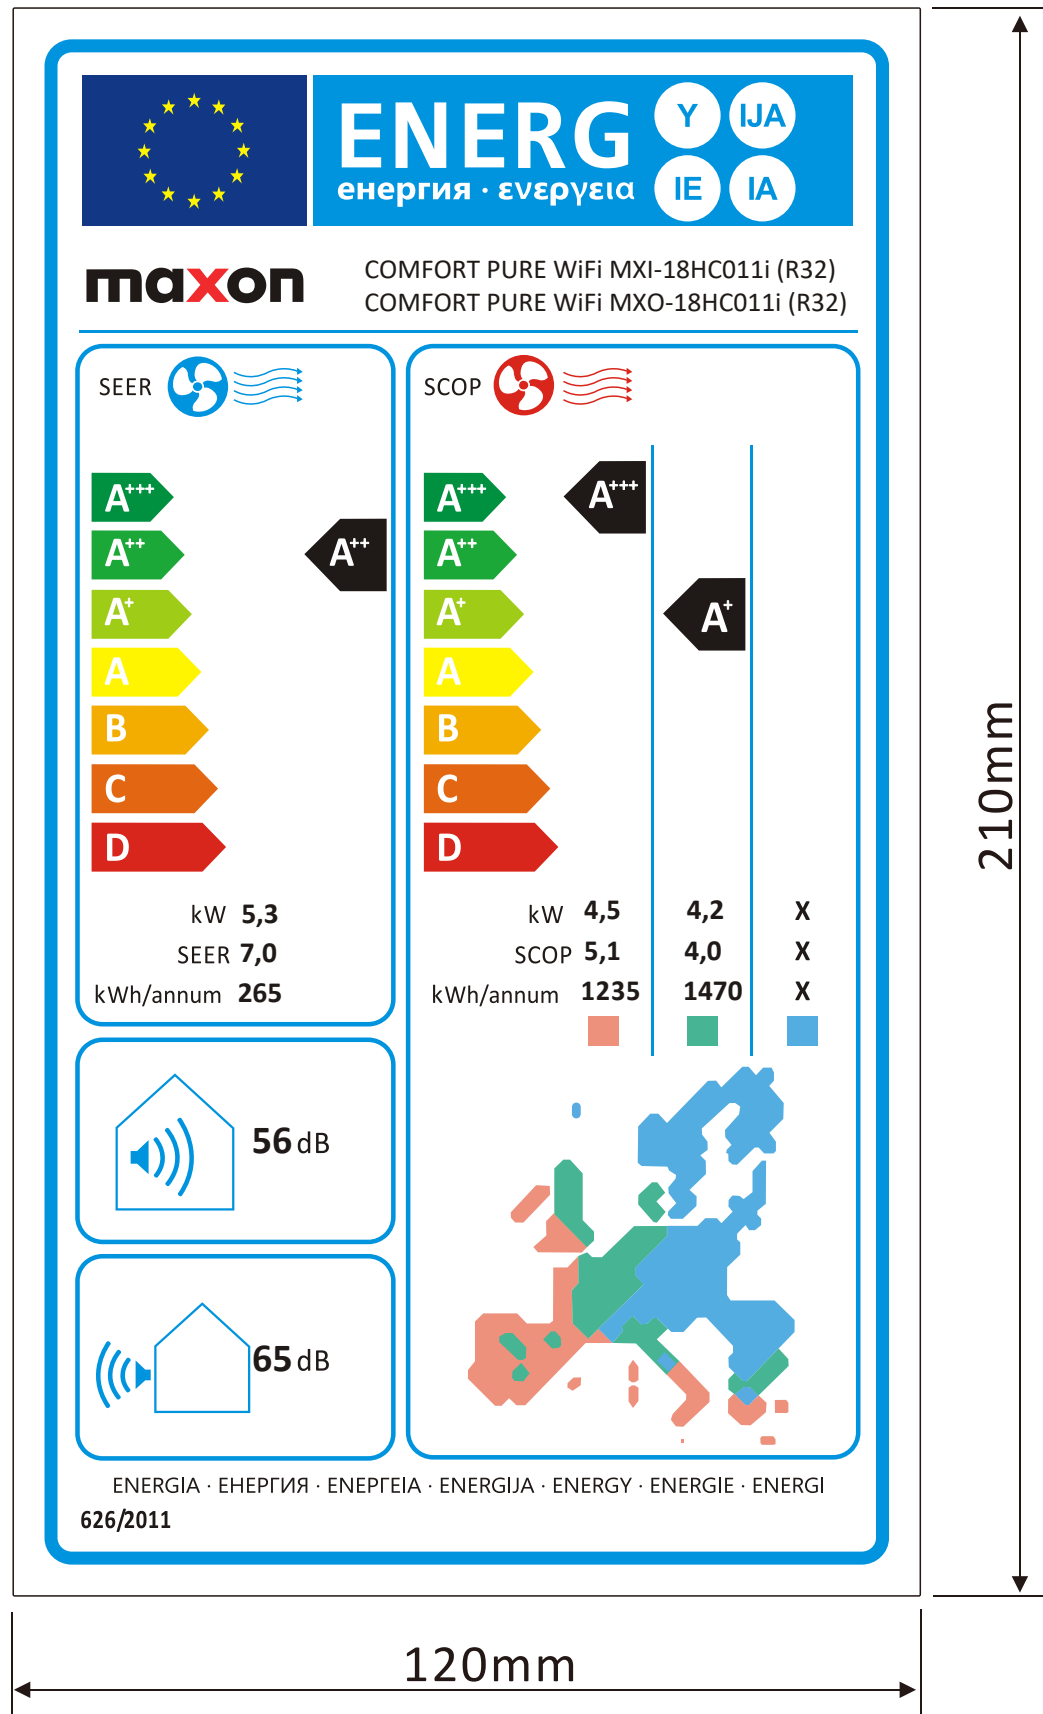 ENERG
енергия · ενεργεια
Y
IJA
IE
IA
maxon
COMFORT PURE WiFi MXI-18HC011i (R32)
COMFORT PURE WiFi MXO-18HC011i (R32)
SEER
A+++
A++
A+
A
B
C
D
A++
kW 5,3
SEER 7,0
kWh/annum 265
SCOP
A+++
A++
A+
A
B
C
D
A+++
A+
kW 4,5 4,2 X
SCOP 5,1 4,0 X
kWh/annum 1235 1470 X
56 dB
65 dB
ENERGIA · ЕНЕРГИЯ · ΕΝΕΡΓΕΙΑ · ENERGIJA · ENERGY · ENERGIE · ENERGI
626/2011
210mm
120mm